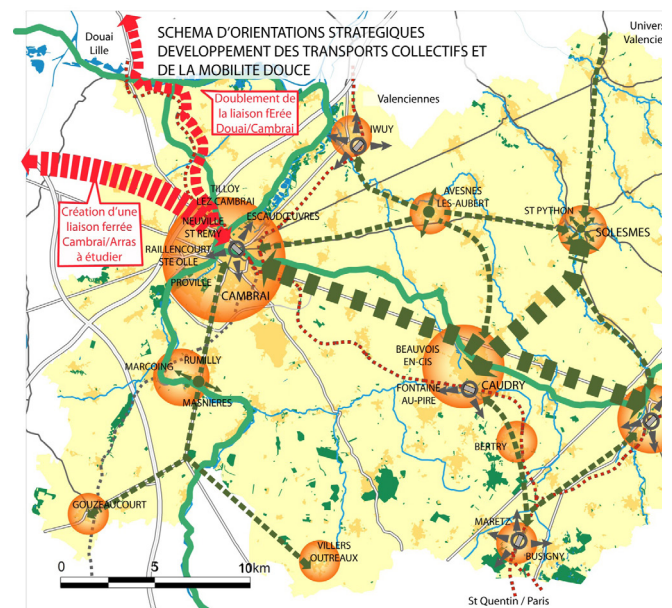 SCHEMA D'ORIENTATIONS STRATEGIQUES
DEVELOPPEMENT DES TRANSPORTS COLLECTIFS ET
DE LA MOBILITE DOUCE
Douai
Lille
Univers
Valencien
Doublement de
la liaison fErée
Douai/Cambrai
Valenciennes
IWUY
TILLOY
LEZ CAMBRAI
ESCAUDŒUVRES
NEUVILLE
ST REMY
AVESNES
LES-AUBERT
ST PYTHON
SOLESMES
Création d'une
liaison ferrée
Cambrai/Arras
à étudier
RAILLENCOURT
STE OLLE
PROVILLE
CAMBRAI
BEAUVOIS
EN-CIS
CAUDRY
FONTAINE
AU-PIRE
RUMILLY
MARCOING
MASNIERES
BERTRY
GOUZEAUCOURT
VILLERS
OUTREAUX
MARETZ
BUSIGNY
0 5 10km
St Quentin / Paris